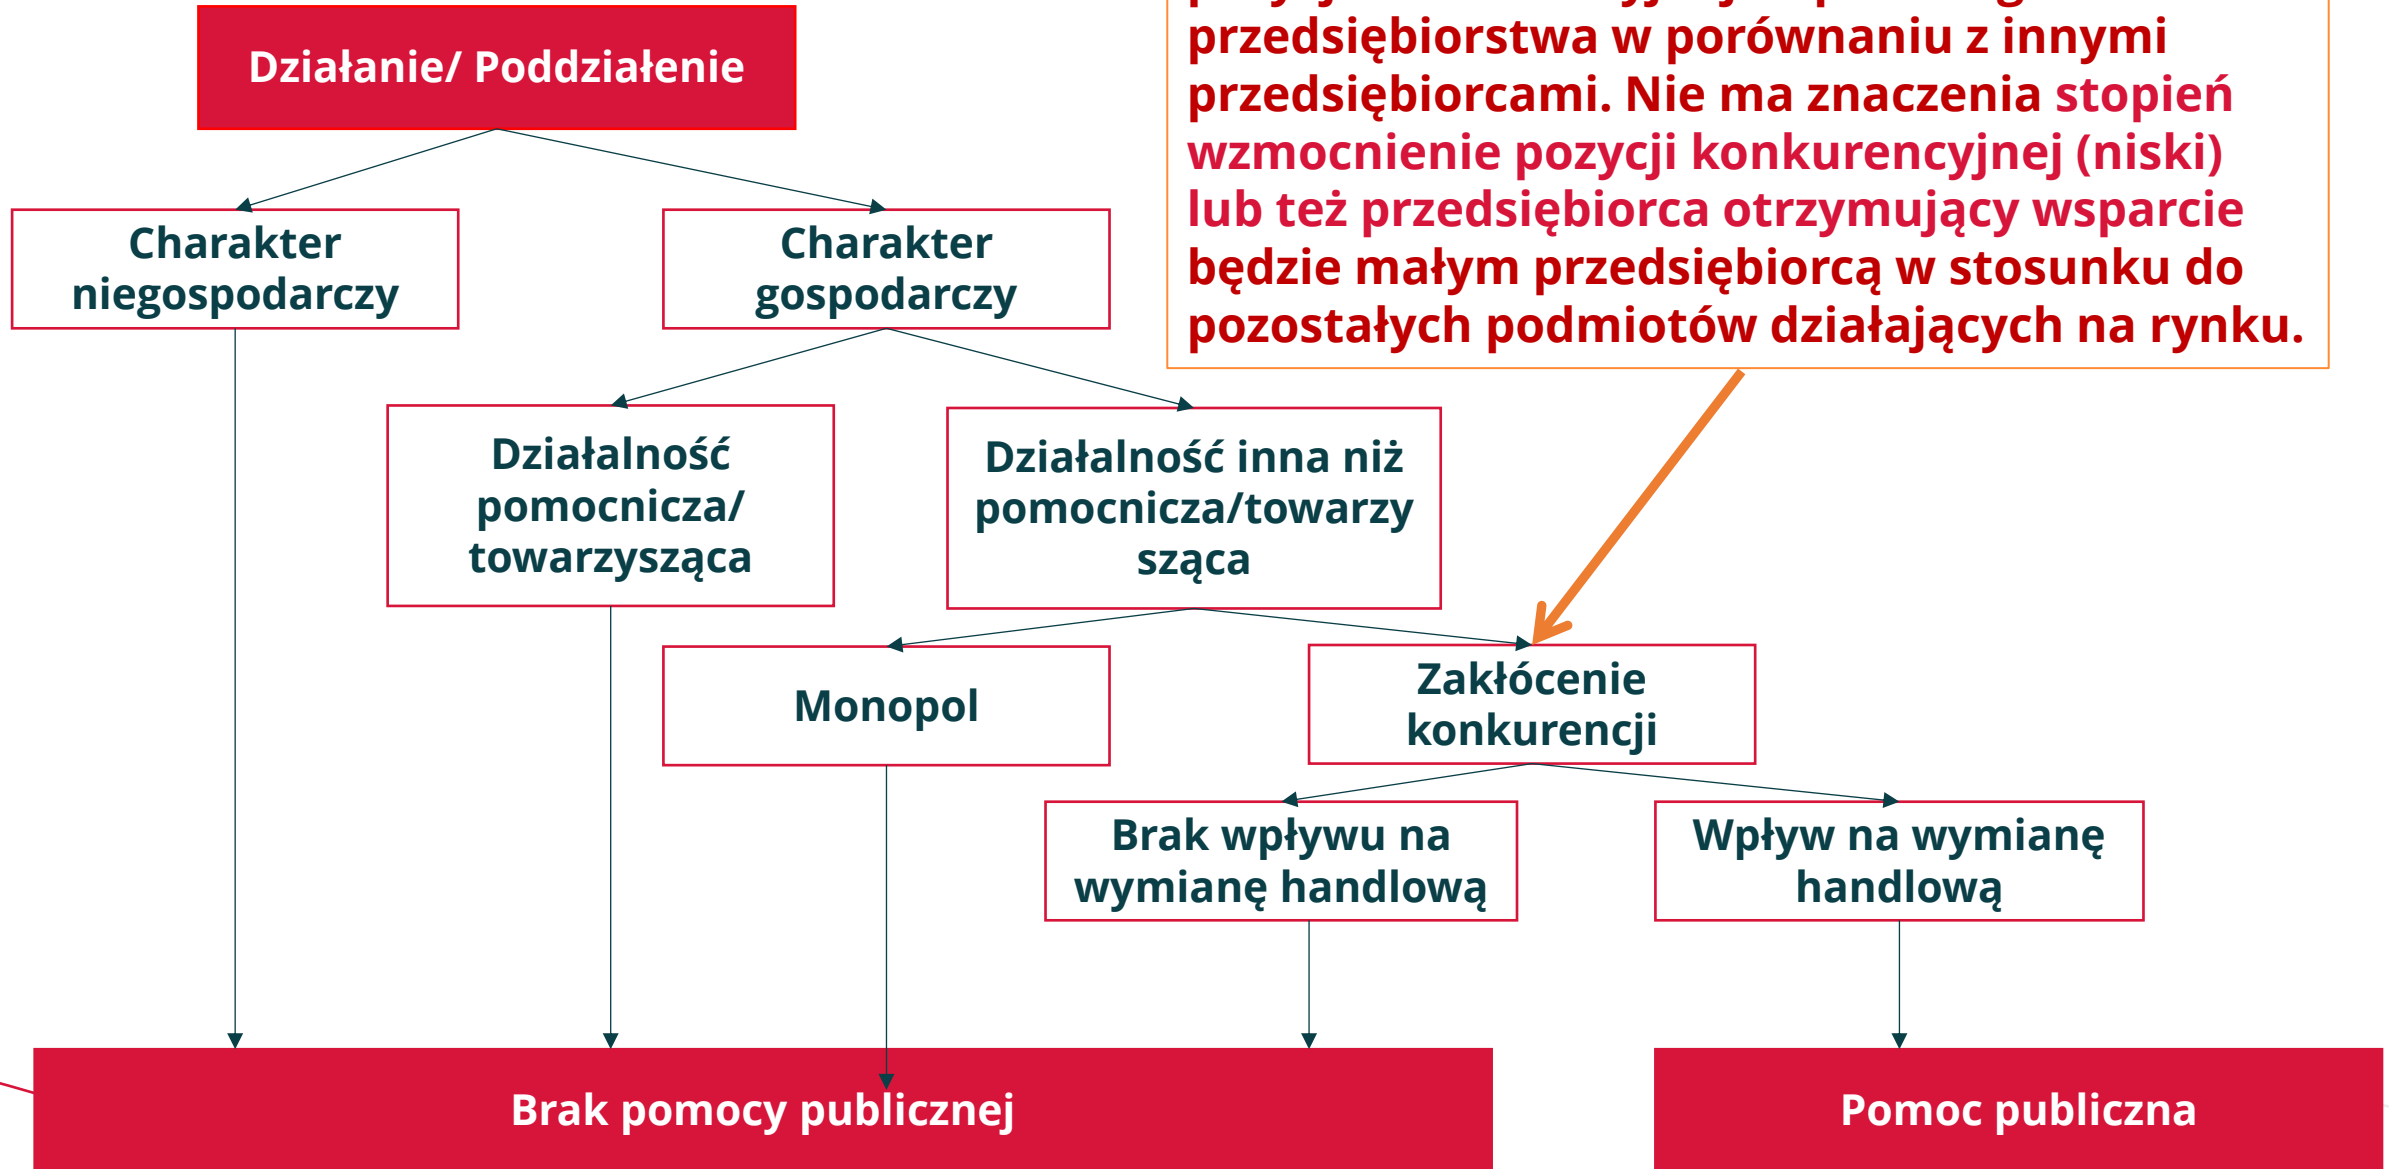 Działanie/ Poddziałenie
przedsiębiorstwa w porównaniu z innymi
przedsiębiorcami. Nie ma znaczenia stopień
wzmocnienie pozycji konkurencyjnej (niski)
lub też przedsiębiorca otrzymujący wsparcie
będzie małym przedsiębiorcą w stosunku do
pozostałych podmiotów działających na rynku.
Charakter
niegospodarczy
Charakter
gospodarczy
Działalność
pomocnicza/
towarzysząca
Działalność inna niż
pomocnicza/towarzy
sząca
Monopol
Zakłócenie
konkurencji
Brak wpływu na
wymianę handlową
Wpływ na wymianę
handlową
Brak pomocy publicznej
Pomoc publiczna